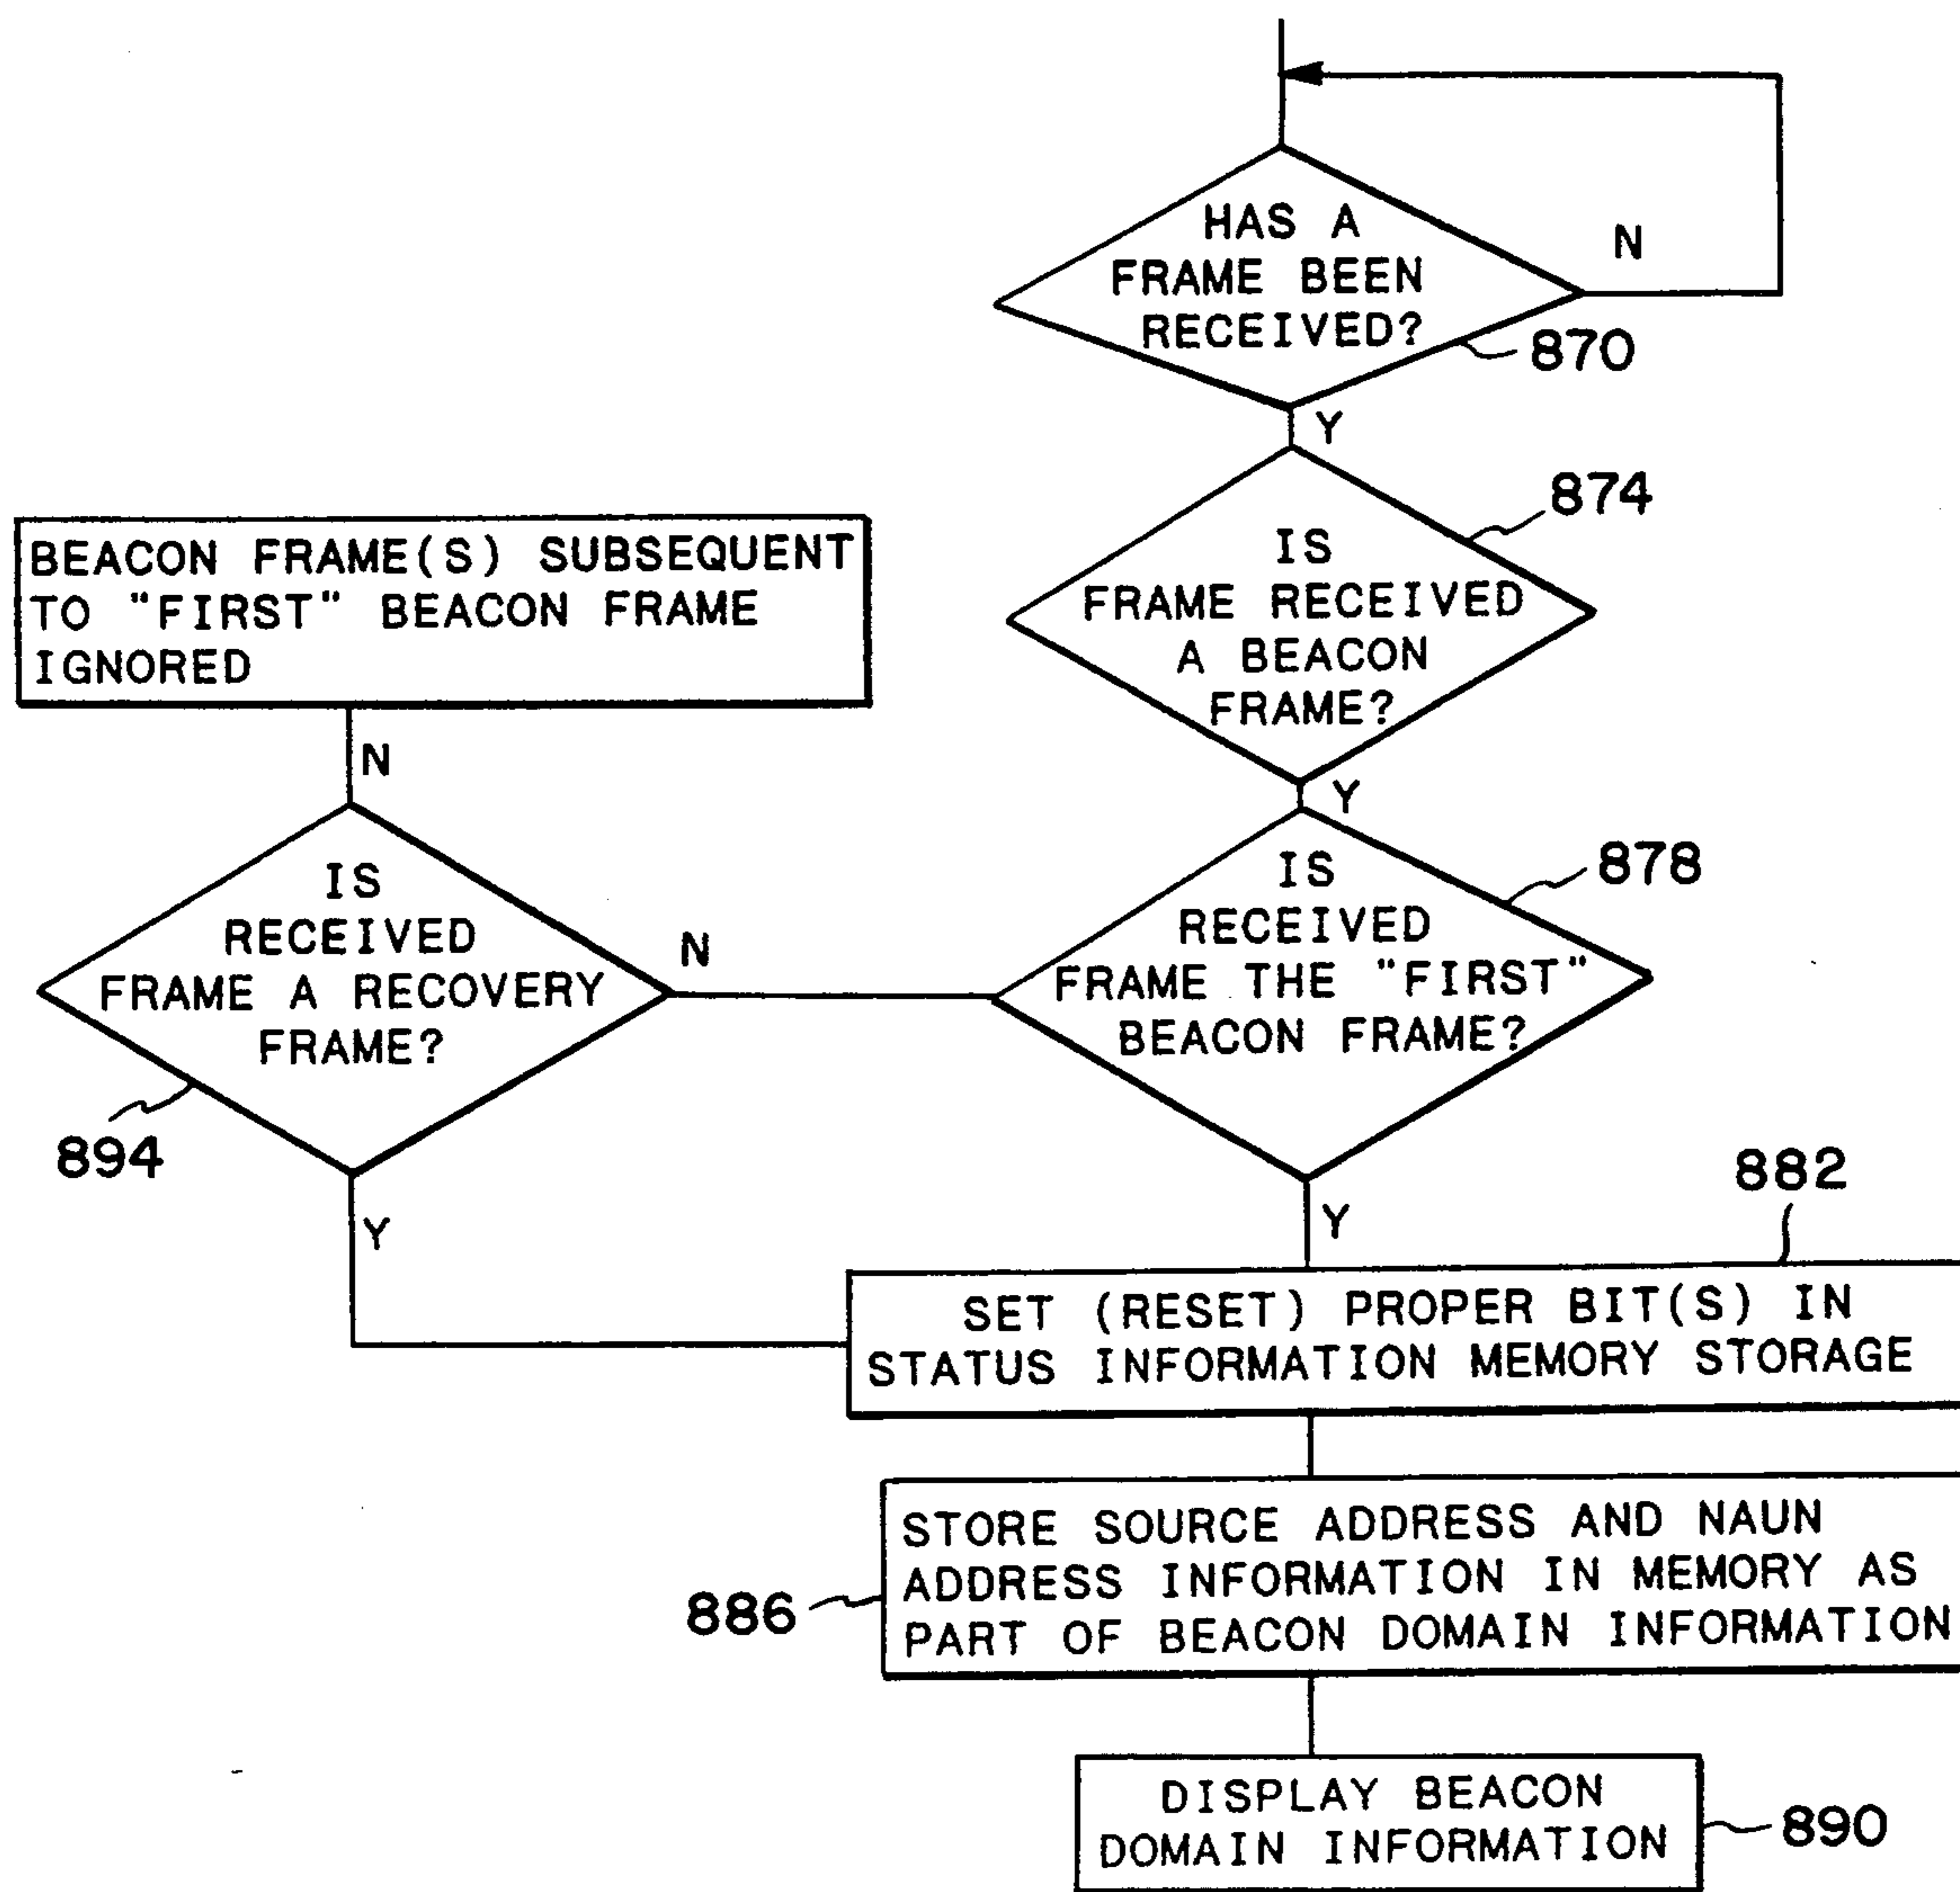 HAS A
FRAME BEEN
RECEIVED?
N
870
Y
874
IS
FRAME RECEIVED
A BEACON
FRAME?
Y
BEACON FRAME(S) SUBSEQUENT
TO "FIRST" BEACON FRAME
IGNORED
N
878
IS
RECEIVED
FRAME THE "FIRST"
BEACON FRAME?
N
IS
RECEIVED
FRAME A RECOVERY
FRAME?
894
Y
Y
882
SET (RESET) PROPER BIT(S) IN
STATUS INFORMATION MEMORY STORAGE
886
STORE SOURCE ADDRESS AND NAUN
ADDRESS INFORMATION IN MEMORY AS
PART OF BEACON DOMAIN INFORMATION
DISPLAY BEACON
DOMAIN INFORMATION
890